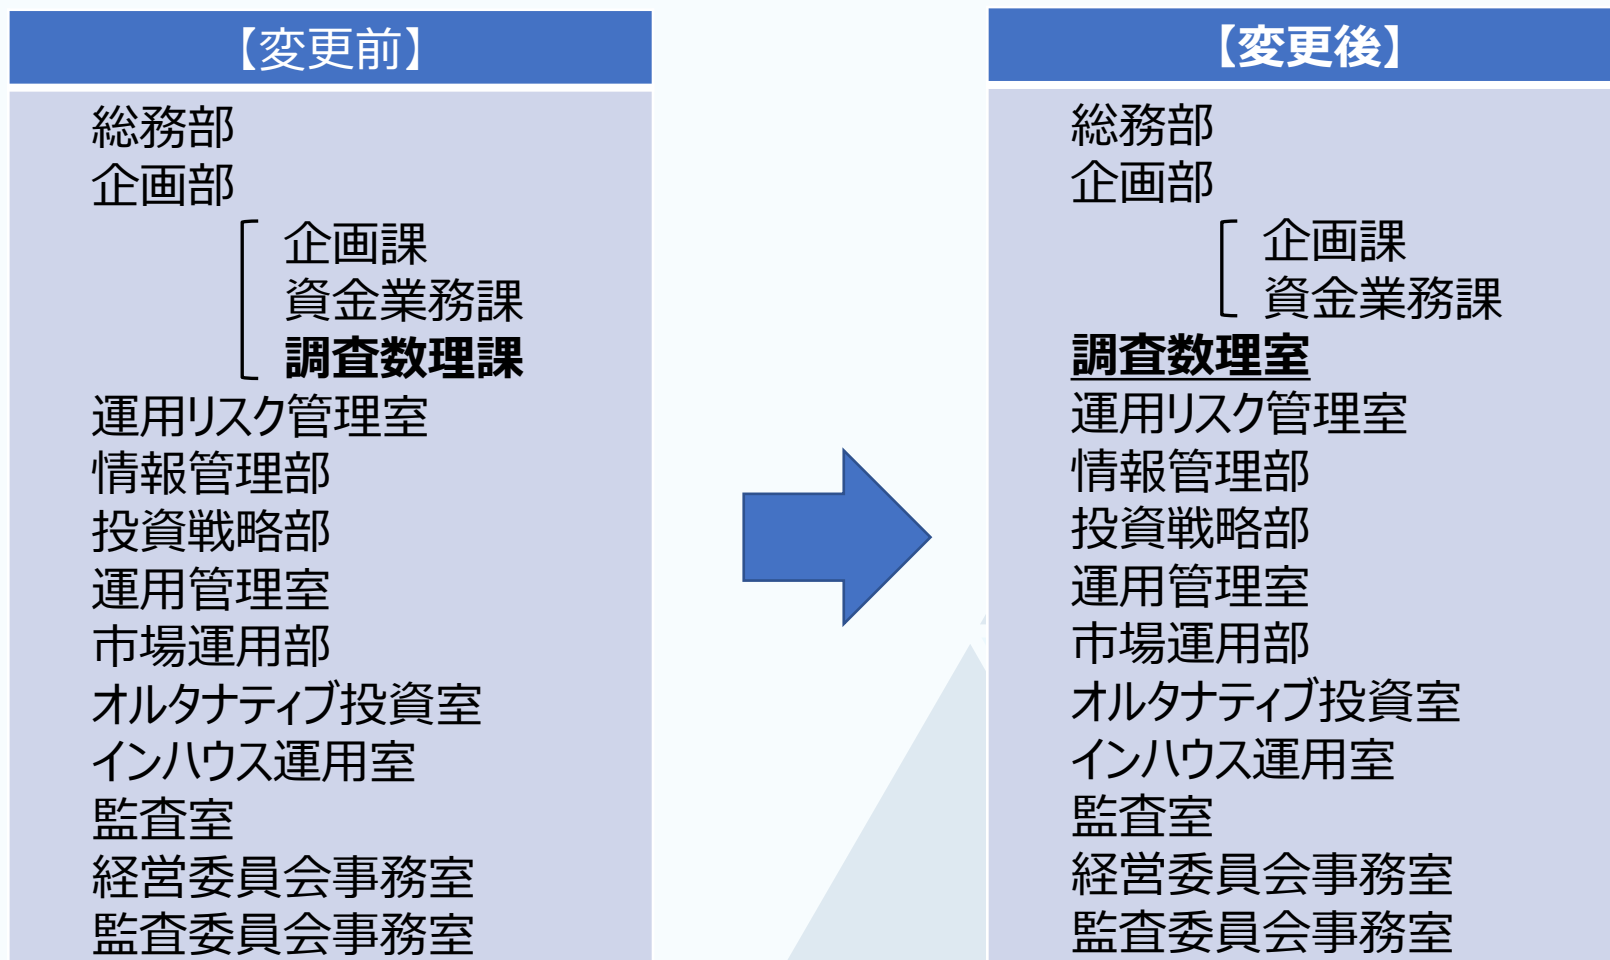 【変更前】
総務部
企画部
企画課
資金業務課
調査数理課
運用リスク管理室
情報管理部
投資戦略部
運用管理室
市場運用部
オルタナティブ投資室
インハウス運用室
監査室
経営委員会事務室
監査委員会事務室
【変更後】
総務部
企画部
企画課
資金業務課
調査数理室
運用リスク管理室
情報管理部
投資戦略部
運用管理室
市場運用部
オルタナティブ投資室
インハウス運用室
監査室
経営委員会事務室
監査委員会事務室